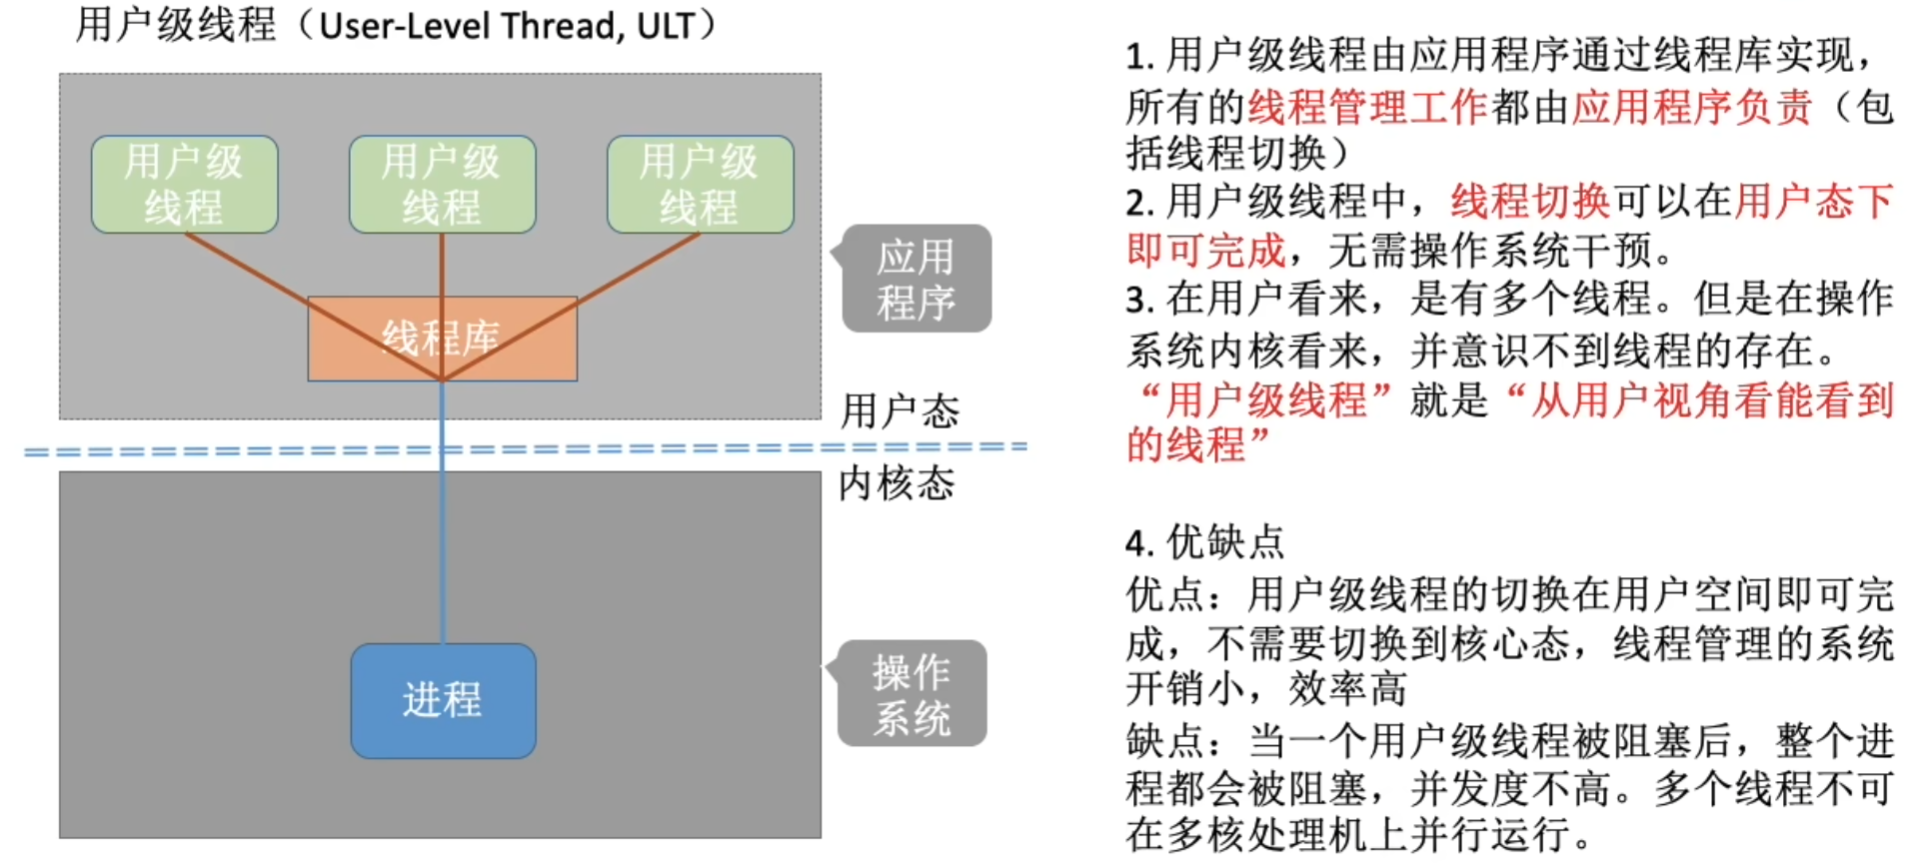 用户级线程（User-Level Thread, ULT）
用户级
线程
用户级
线程
用户级
线程
线程库
应用
程序
用户态
内核态
进程
操作
系统
1. 用户级线程由应用程序通过线程库实现，
所有的线程管理工作都由应用程序负责（包
括线程切换）
2. 用户级线程中，线程切换可以在用户态下
即可完成，无需操作系统干预。
3. 在用户看来，是有多个线程。但是在操作
系统内核看来，并意识不到线程的存在。
“用户级线程”就是“从用户视角看能看到
的线程”
4. 优缺点
优点：用户级线程的切换在用户空间即可完
成，不需要切换到核心态，线程管理的系统
开销小，效率高
缺点：当一个用户级线程被阻塞后，整个进
程都会被阻塞，并发度不高。多个线程不可
在多核处理机上并行运行。